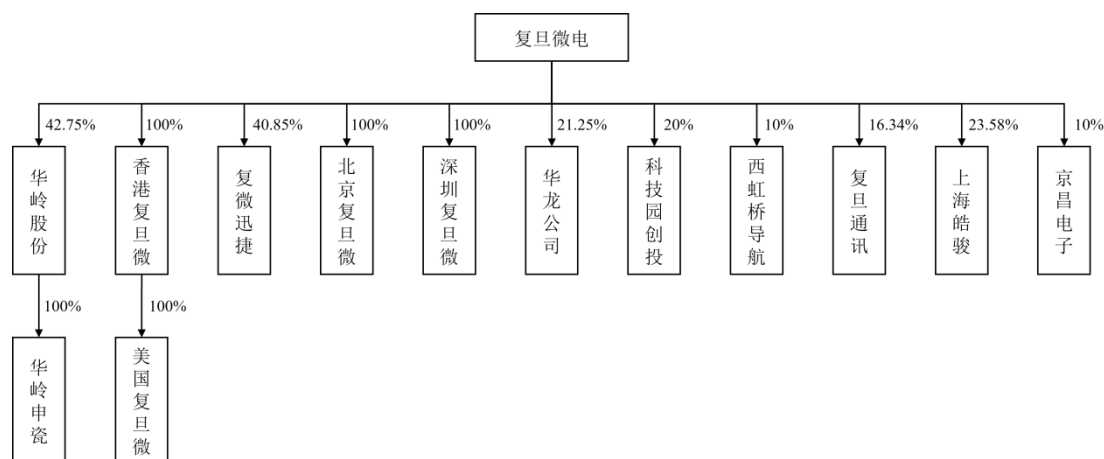 复旦微电
42.75%
100%
40.85%
100%
100%
21.25%
20%
10%
16.34%
23.58%
10%
华岭股份
香港复旦微
复微迅捷
北京复旦微
深圳复旦微
华龙公司
科技园创投
西虹桥导航
复旦通讯
上海皓骏
京昌电子
100%
100%
华岭申瓷
美国复旦微